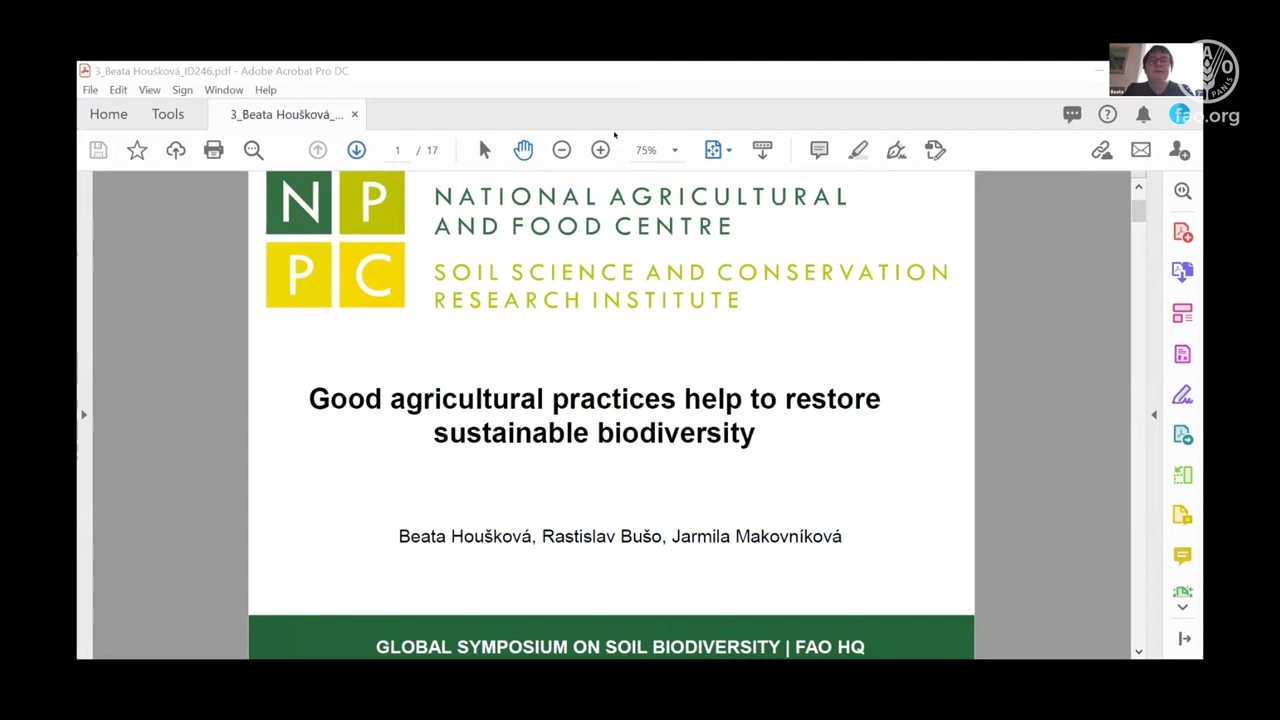 3_Beata Houšková_ID246.pdf - Adobe Acrobat Pro DC
File Edit View Sign Window Help
Home Tools 3_Beata Houšková_... ×
1 / 17 75%
N P
P C
NATIONAL AGRICULTURAL
AND FOOD CENTRE
SOIL SCIENCE AND CONSERVATION
RESEARCH INSTITUTE
Good agricultural practices help to restore
sustainable biodiversity
Beata Houšková, Rastislav Bušo, Jarmila Makovníková
GLOBAL SYMPOSIUM ON SOIL BIODIVERSITY | FAO HQ
Beata
fao.org